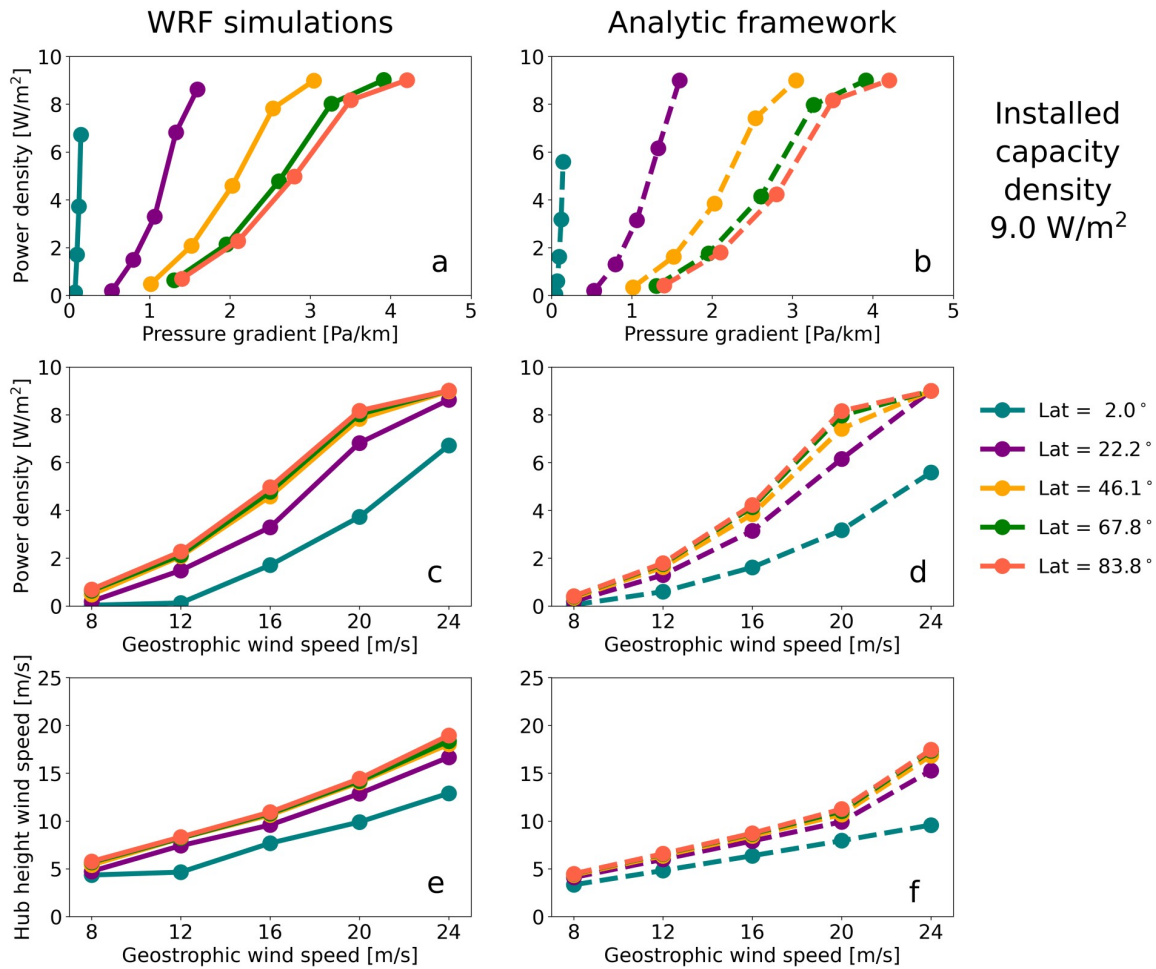 WRF simulations
Analytic framework
10
8
6
4
2
0
Power density [W/m²]
a
0 1 2 3 4 5
Pressure gradient [Pa/km]
10
8
6
4
2
0
b
0 1 2 3 4 5
Pressure gradient [Pa/km]
Installed
capacity
density
9.0 W/m²
10
8
6
4
2
0
Power density [W/m²]
c
8 12 16 20 24
Geostrophic wind speed [m/s]
10
8
6
4
2
0
d
8 12 16 20 24
Geostrophic wind speed [m/s]
Lat = 2.0°
Lat = 22.2°
Lat = 46.1°
Lat = 67.8°
Lat = 83.8°
25
20
15
10
5
0
Hub height wind speed [m/s]
e
8 12 16 20 24
Geostrophic wind speed [m/s]
25
20
15
10
5
0
f
8 12 16 20 24
Geostrophic wind speed [m/s]